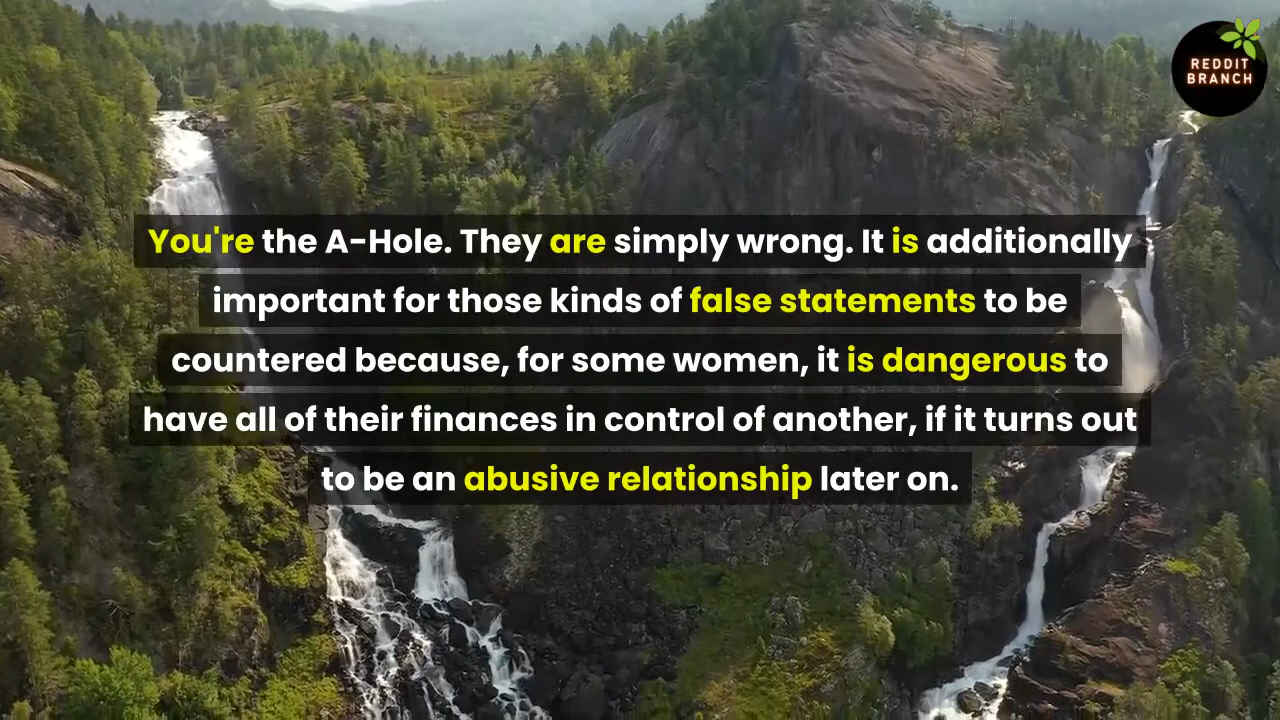 REDDIT
BRANCH
You're the A-Hole. They are simply wrong. It is additionally
important for those kinds of false statements to be
countered because, for some women, it is dangerous to
have all of their finances in control of another, if it turns out
to be an abusive relationship later on.